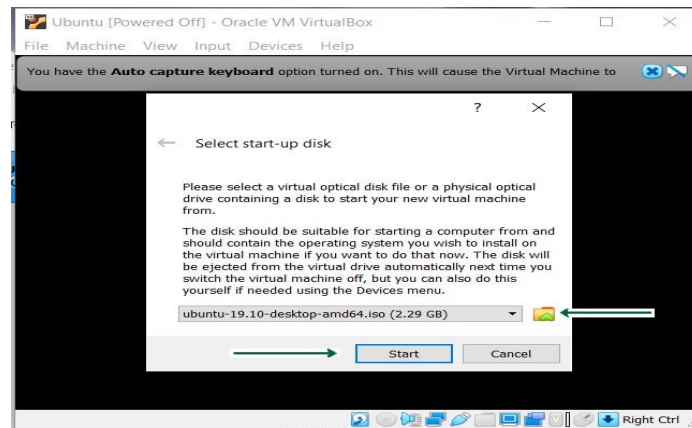 Ubuntu [Powered Off] - Oracle VM VirtualBox
File Machine View Input Devices Help
You have the Auto capture keyboard option turned on. This will cause the Virtual Machine to
?
Select start-up disk
Please select a virtual optical disk file or a physical optical
drive containing a disk to start your new virtual machine
from.
The disk should be suitable for starting a computer from and
should contain the operating system you wish to install on
the virtual machine if you want to do that now. The disk will
be ejected from the virtual drive automatically next time you
switch the virtual machine off, but you can also do this
yourself if needed using the Devices menu.
ubuntu-19.10-desktop-amd64.iso (2.29 GB)
Start Cancel
Right Ctrl